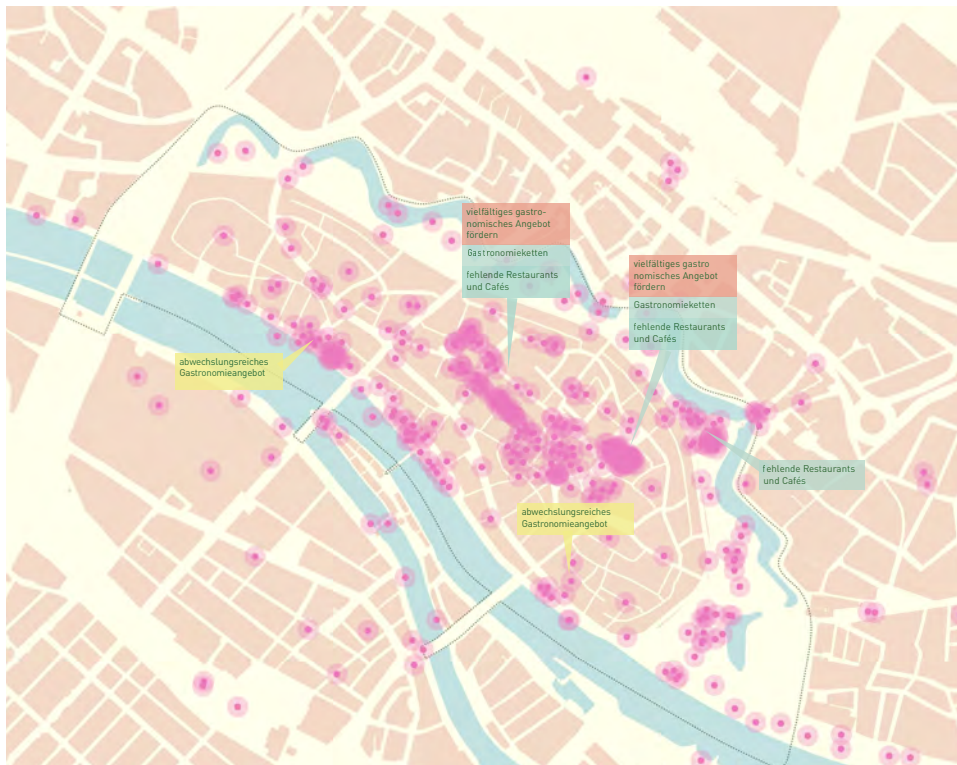 vielfältiges gastro-
nomisches Angebot
fördern
Gastronomieketten
fehlende Restaurants
und Cafés
vielfältiges gastro
nomisches Angebot
fördern
Gastronomieketten
fehlende Restaurants
und Cafés
abwechslungsreiches
Gastronomieangebot
fehlende Restaurants
und Cafés
abwechslungsreiches
Gastronomieangebot